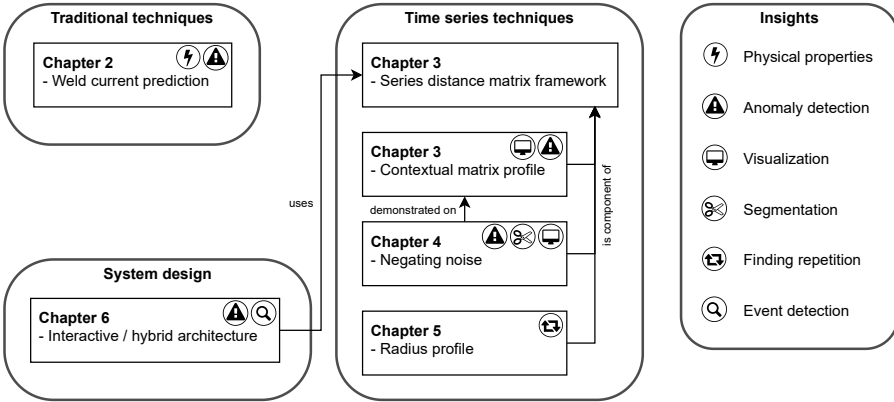 Traditional techniques
Chapter 2
- Weld current prediction
System design
Chapter 6
- Interactive / hybrid architecture
uses
Time series techniques
Chapter 3
- Series distance matrix framework
Chapter 3
- Contextual matrix profile
demonstrated on
Chapter 4
- Negating noise
Chapter 5
- Radius profile
is component of
Insights
Physical properties
Anomaly detection
Visualization
Segmentation
Finding repetition
Event detection